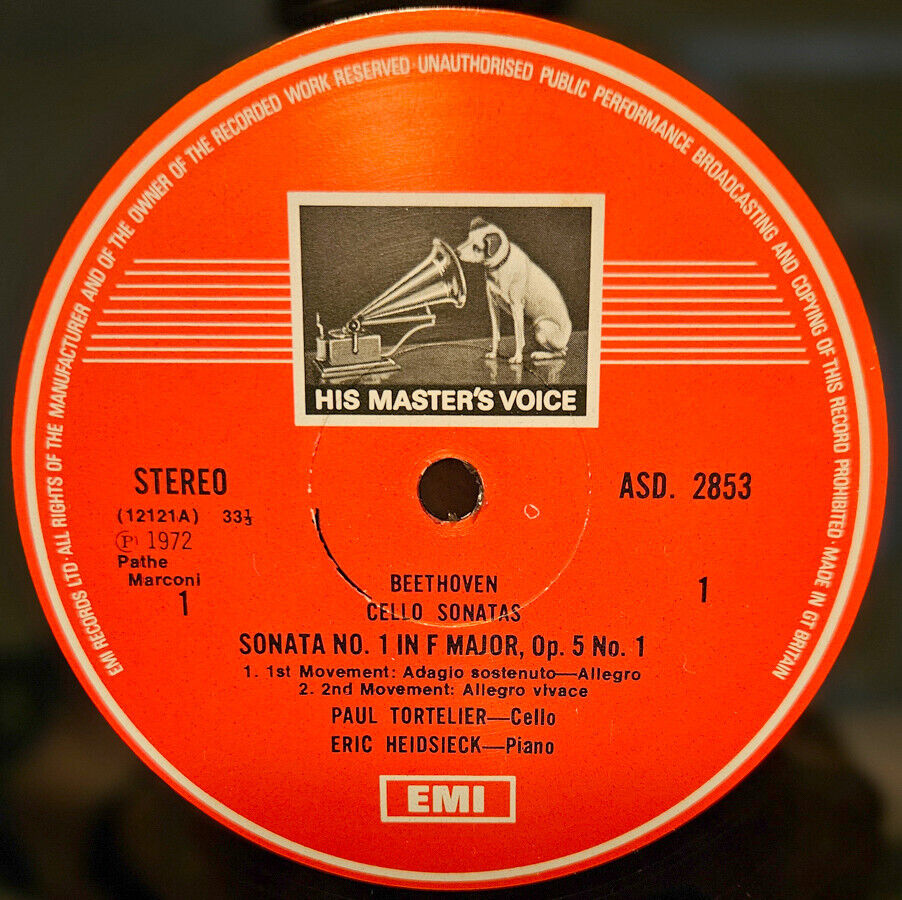 EMI RECORDS LTD · ALL RIGHTS OF THE MANUFACTURER AND OF THE OWNER OF THE RECORDED WORK RESERVED · UNAUTHORISED PUBLIC PERFORMANCE BROADCASTING AND COPYING OF THIS RECORD PROHIBITED · MADE IN GT BRITAIN
HIS MASTER'S VOICE
STEREO
ASD. 2853
(12121A) 33⅓
Ⓟ 1972
Pathe
Marconi
1
1
BEETHOVEN
CELLO SONATAS
SONATA NO. 1 IN F MAJOR, Op. 5 No. 1
1. 1st Movement: Adagio sostenuto—Allegro
2. 2nd Movement: Allegro vivace
PAUL TORTELIER—Cello
ERIC HEIDSIECK—Piano
EMI